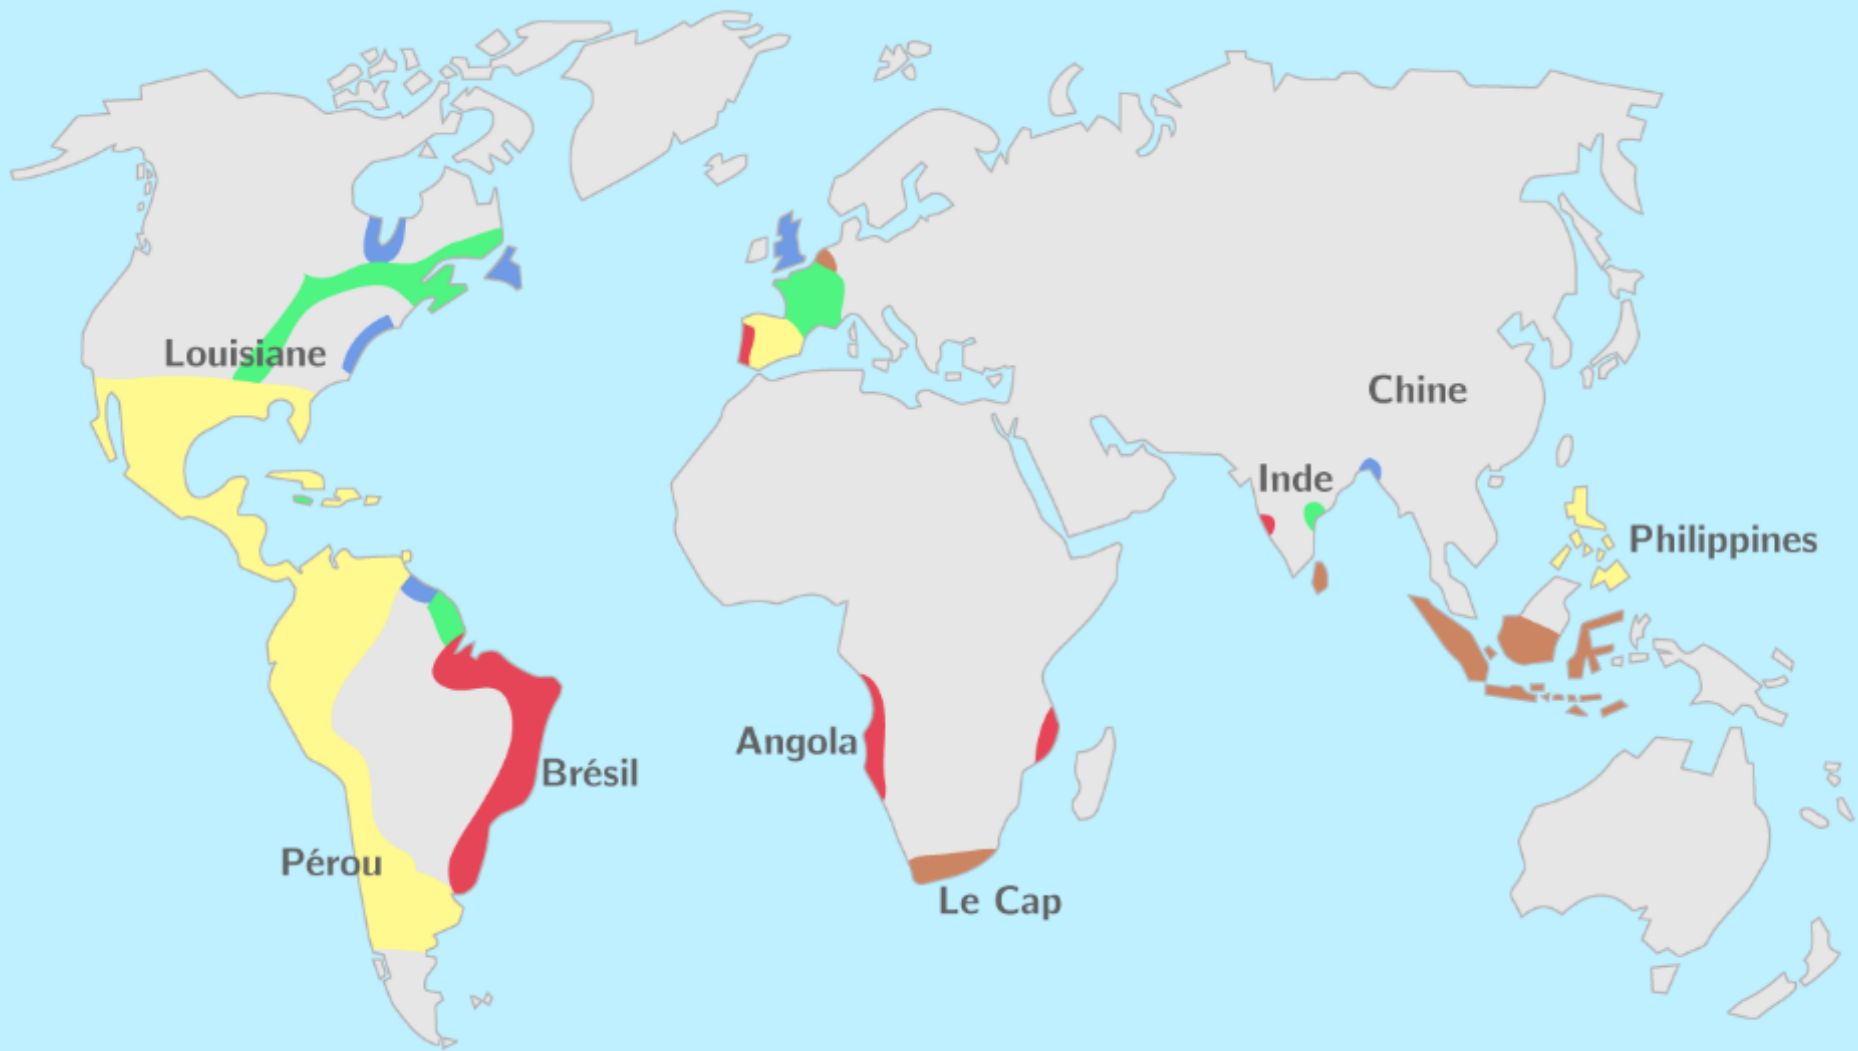 Louisiane
Chine
Inde
Philippines
Angola
Brésil
Pérou
Le Cap